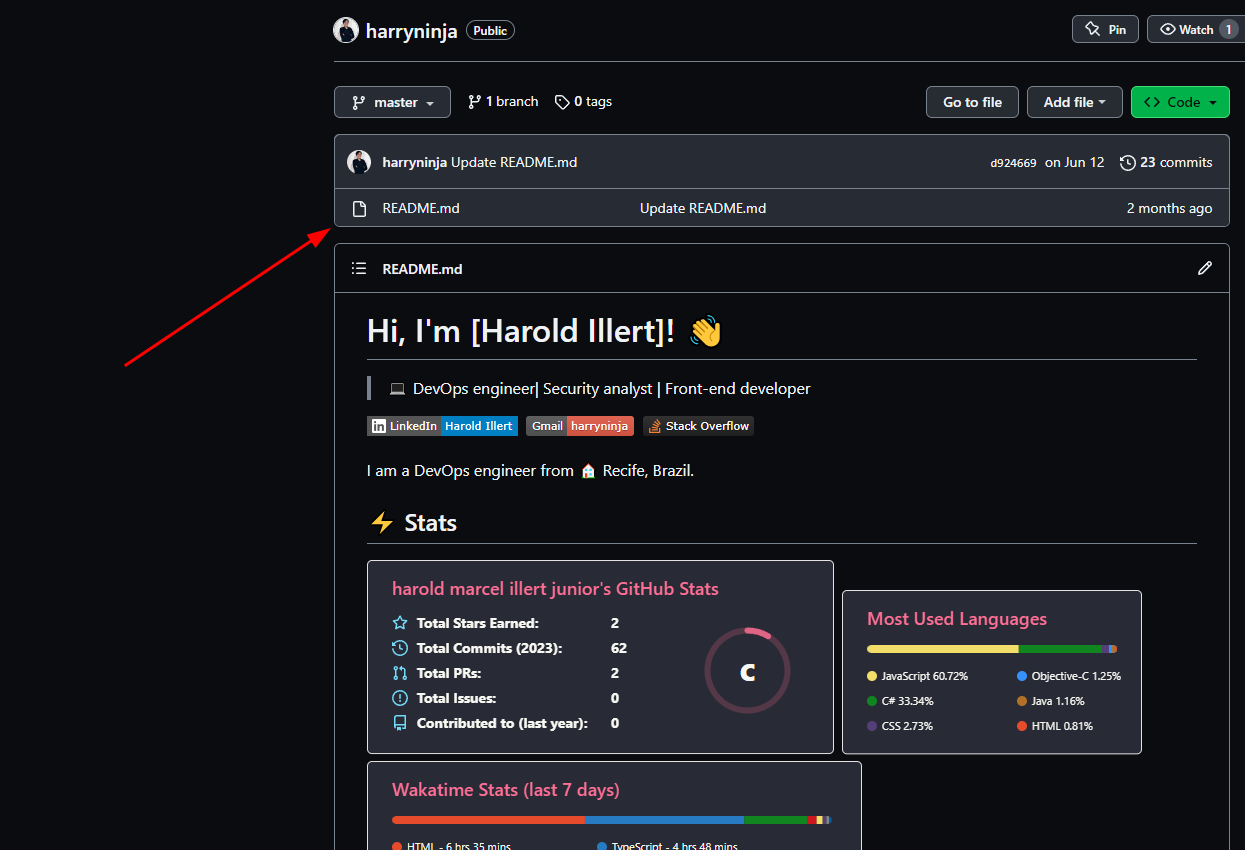 harryninja Public Pin Watch 1
master 1 branch 0 tags Go to file Add file Code
harryninja Update README.md d924669 on Jun 12 23 commits
README.md Update README.md 2 months ago
README.md
Hi, I'm [Harold Illert]! 👋
💻 DevOps engineer| Security analyst | Front-end developer
in LinkedIn Harold Illert Gmail harryninja Stack Overflow
I am a DevOps engineer from 🏠 Recife, Brazil.
⚡ Stats
harold marcel illert junior's GitHub Stats
Total Stars Earned: 2
Total Commits (2023): 62
Total PRs: 2
Total Issues: 0
Contributed to (last year): 0
C
Most Used Languages
JavaScript 60.72% Objective-C 1.25%
C# 33.34% Java 1.16%
CSS 2.73% HTML 0.81%
Wakatime Stats (last 7 days)
HTML - 6 hrs 35 mins TypeScript - 4 hrs 48 mins